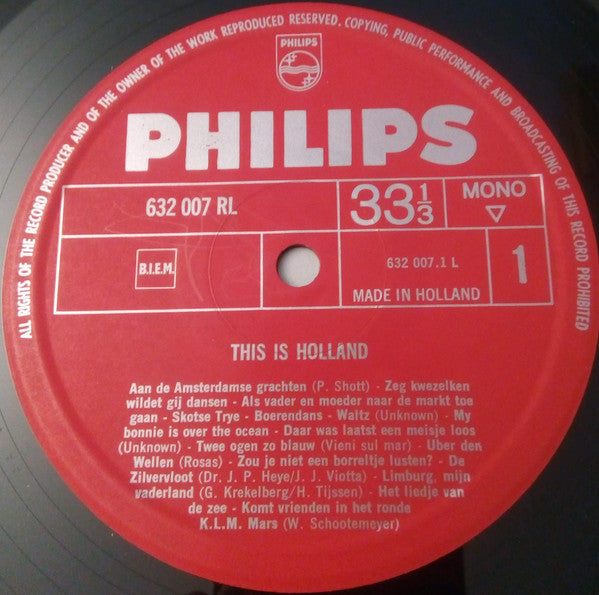 ALL RIGHTS OF THE RECORD PRODUCER AND OF THE OWNER OF THE WORK REPRODUCED RESERVED. COPYING, PUBLIC PERFORMANCE AND BROADCASTING OF THIS RECORD PROHIBITED
PHILIPS
PHILIPS
632 007 RL
33 1/3
MONO
B.I.E.M.
632 007.1 L
1
MADE IN HOLLAND
THIS IS HOLLAND
Aan de Amsterdamse grachten (P. Shott) - Zeg kwezelken
wildet gij dansen - Als vader en moeder naar de markt toe
gaan - Skotse Trye - Boerendans - Waltz (Unknown) - My
bonnie is over the ocean - Daar was laatst een meisje loos
(Unknown) - Twee ogen zo blauw (Vieni sul mar) - Uber den
Wellen (Rosas) - Zou je niet een borreltje lusten? - De
Zilvervloot (Dr. J. P. Heye/J. J. Viotta) - Limburg, mijn
vaderland (G. Krekelberg/H. Tijssen) - Het liedje van
de zee - Komt vrienden in het ronde
K.L.M. Mars (W. Schootemeyer)